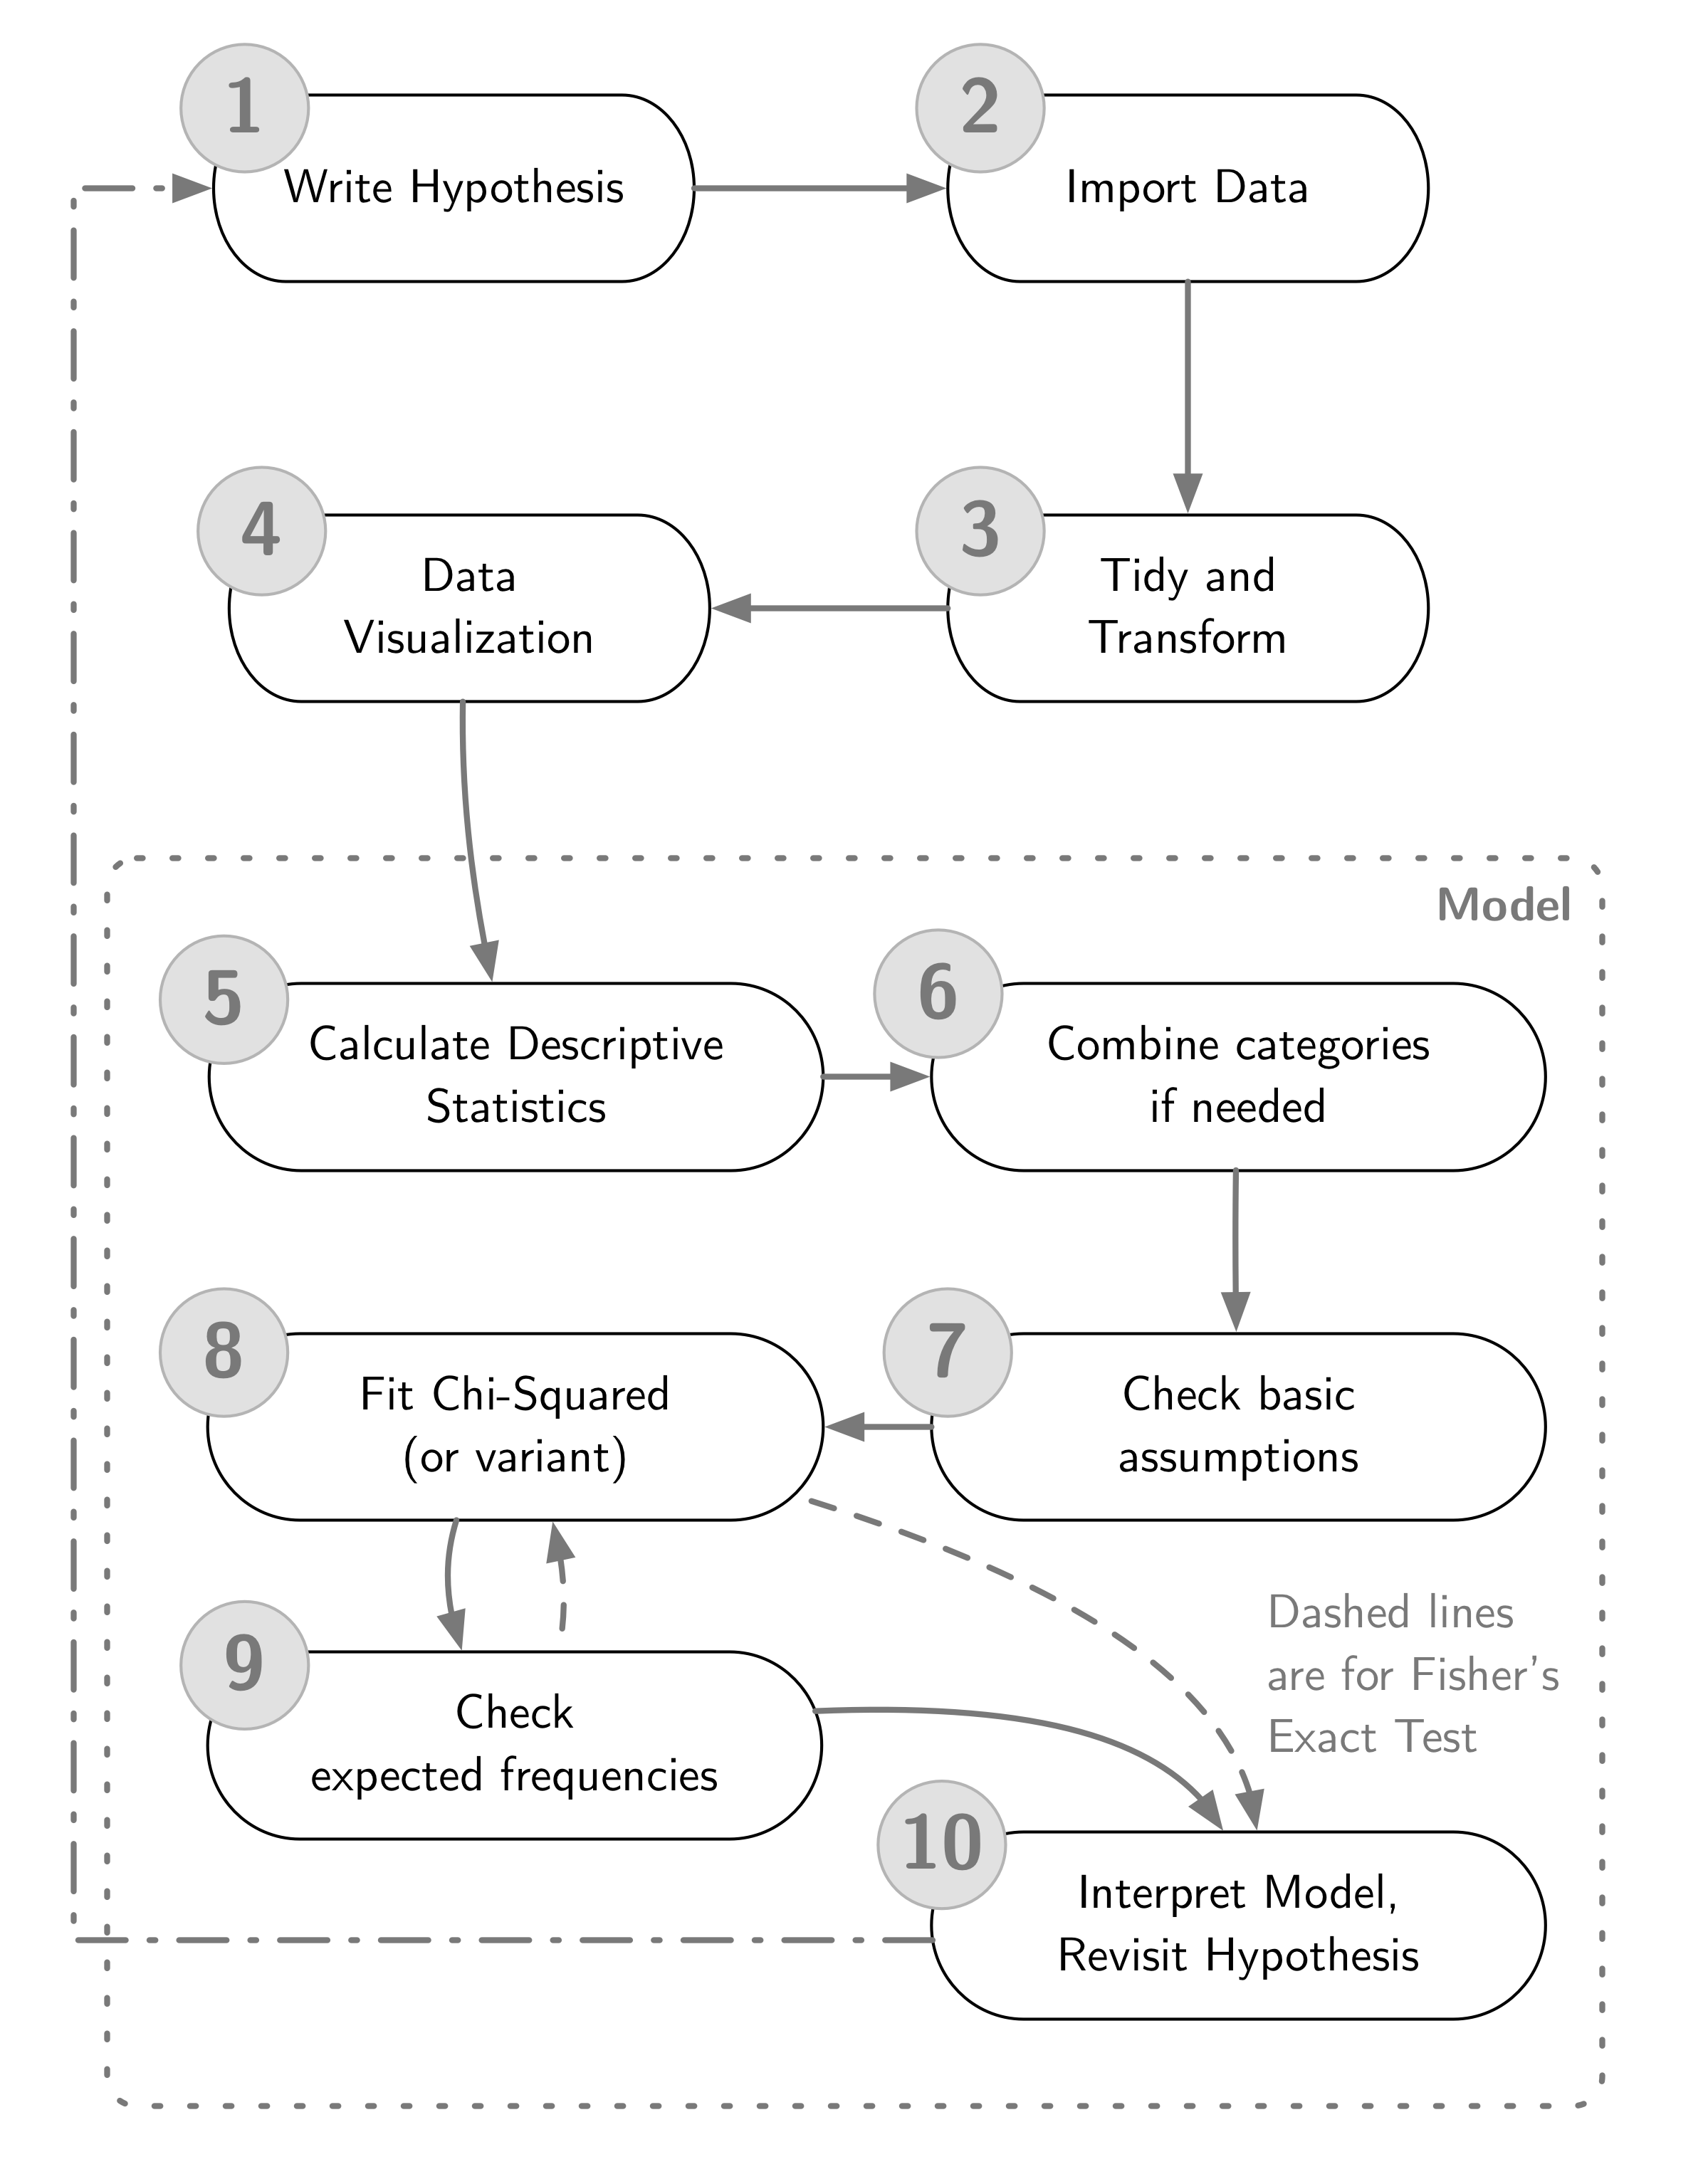 1
Write Hypothesis
2
Import Data
3
Tidy and
Transform
4
Data
Visualization
Model
5
Calculate Descriptive
Statistics
6
Combine categories
if needed
7
Check basic
assumptions
8
Fit Chi-Squared
(or variant)
9
Check
expected frequencies
Dashed lines
are for Fisher's
Exact Test
10
Interpret Model,
Revisit Hypothesis